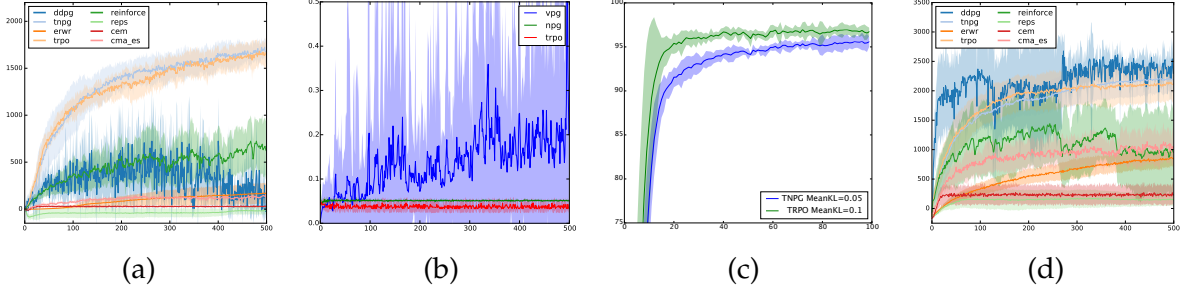 ddpg
tnpg
erwr
trpo
reinforce
reps
cem
cma_es
2000
1500
1000
500
0
0 100 200 300 400 500
(a)
vpg
npg
trpo
0.5
0.4
0.3
0.2
0.1
0.0
0 100 200 300 400 500
(b)
100
95
90
85
80
75
0 20 40 60 80 100
TNPG MeanKL=0.05
TRPO MeanKL=0.1
(c)
ddpg
tnpg
erwr
trpo
reinforce
reps
cem
cma_es
3500
3000
2500
2000
1500
1000
500
0
0 100 200 300 400 500
(d)